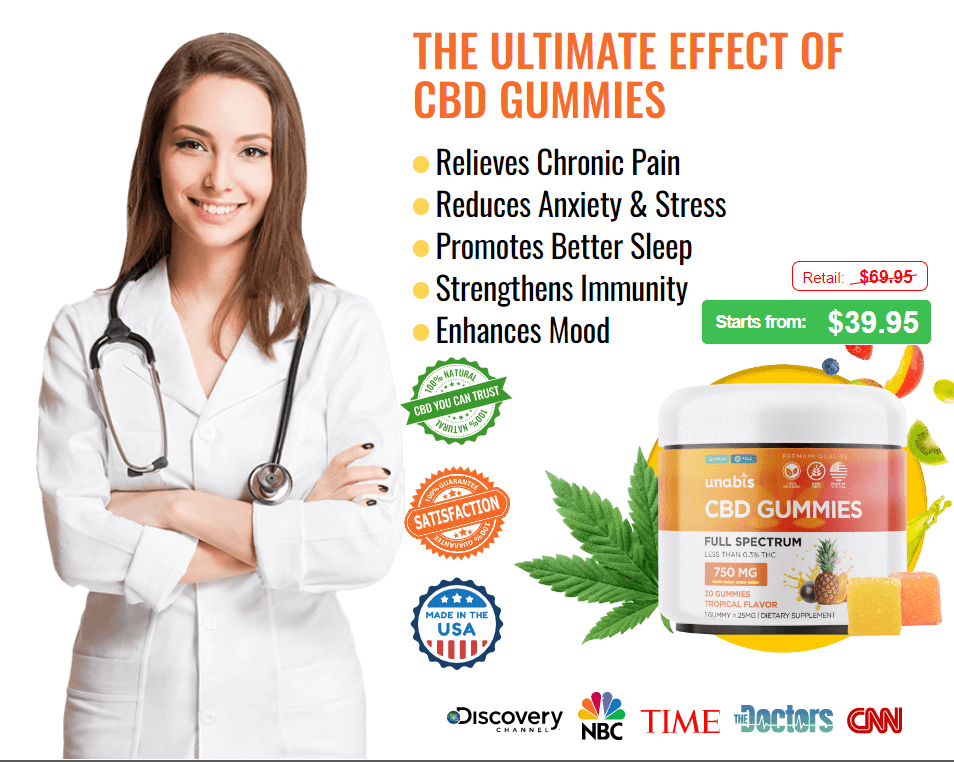 THE ULTIMATE EFFECT OF
CBD GUMMIES
Relieves Chronic Pain
Reduces Anxiety & Stress
Promotes Better Sleep
Strengthens Immunity
Enhances Mood
Retail: $69.95
Starts from: $39.95
100% NATURAL
CBD YOU CAN TRUST
100% NATURAL
100% GUARANTEE
SATISFACTION
100% GUARANTEE
MADE IN THE
USA
PREMIUM QUALITY
unabis
CBD GUMMIES
FULL SPECTRUM
LESS THAN 0.3% THC
750 MG
30 GUMMIES
TROPICAL FLAVOR
1 GUMMY = 25MG | DIETARY SUPPLEMENT
Discovery
CHANNEL
NBC
TIME
THE Doctors
CNN